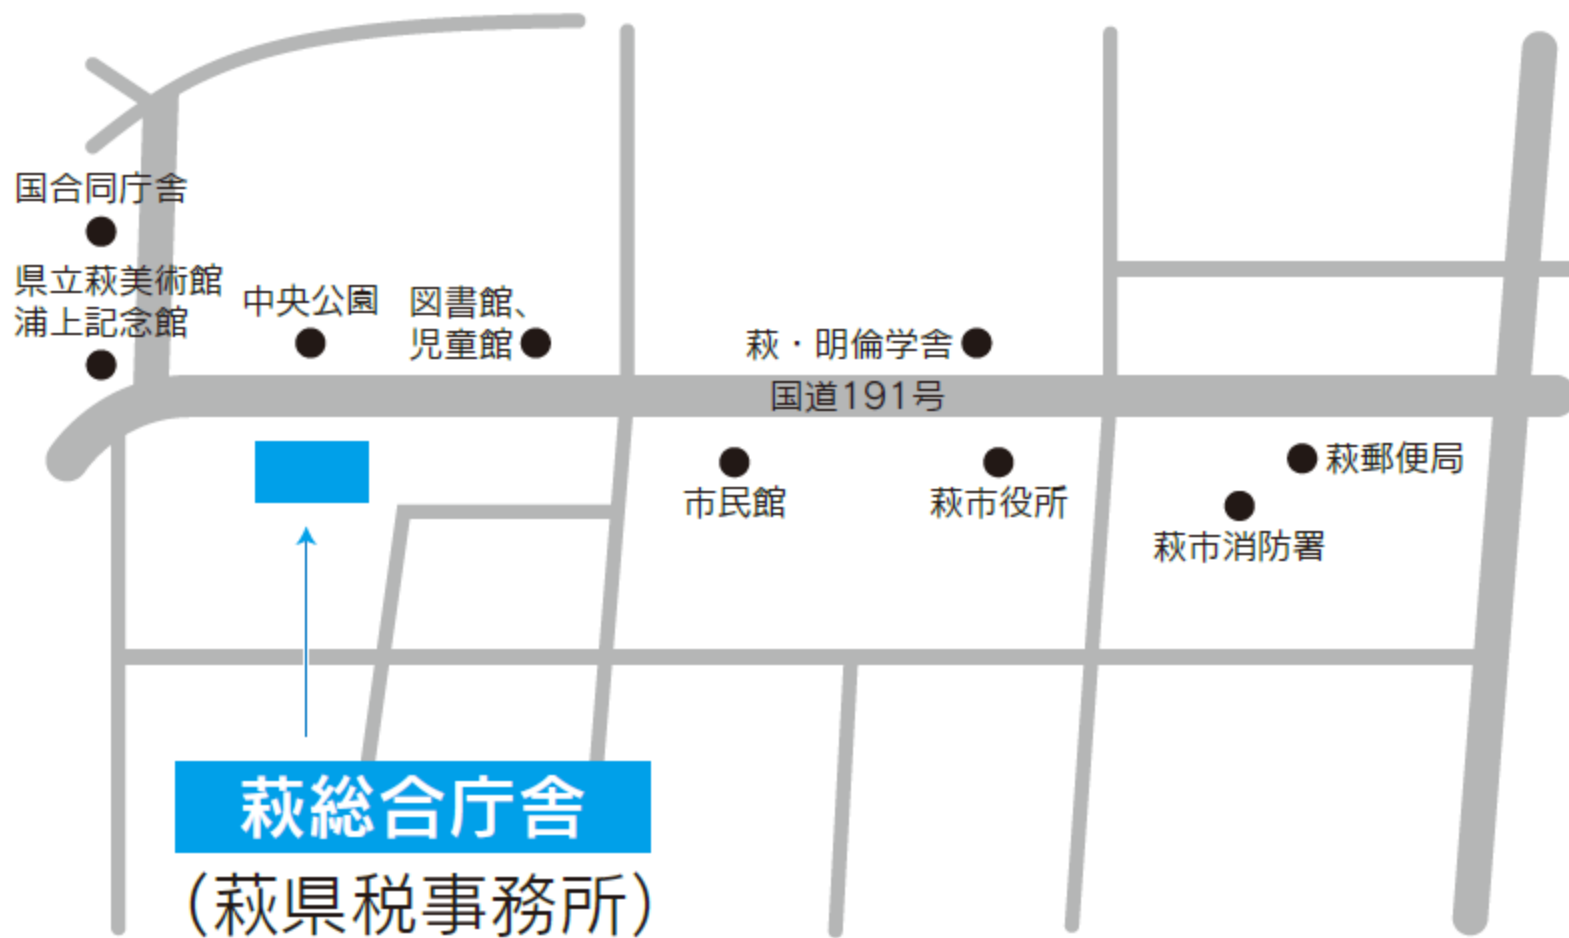 国合同庁舎
県立萩美術館
浦上記念館
中央公園
図書館、
児童館
萩・明倫学舎
国道191号
市民館
萩市役所
萩郵便局
萩市消防署
萩総合庁舎
（萩県税事務所）